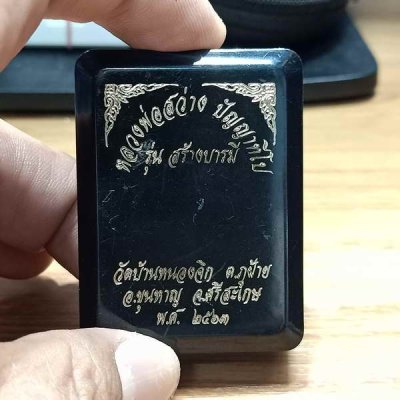 หลวงพ่อสว่าง ปัญญาทีโป
รุ่น สร้างบารมี
วัดบ้านหนองจิก ต.ภูฝ้าย
อ.ขุนหาญ จ.ศรีสะเกษ
พ.ศ. ๒๕๖๓